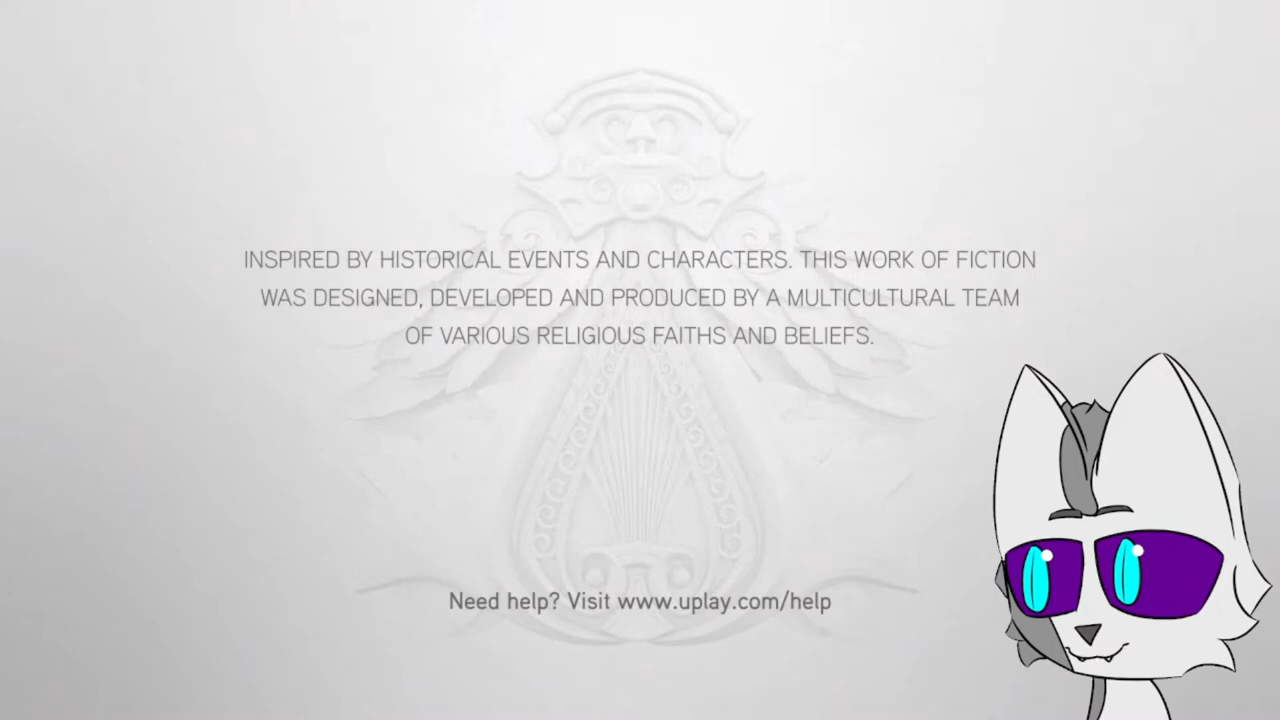 INSPIRED BY HISTORICAL EVENTS AND CHARACTERS. THIS WORK OF FICTION
WAS DESIGNED, DEVELOPED AND PRODUCED BY A MULTICULTURAL TEAM
OF VARIOUS RELIGIOUS FAITHS AND BELIEFS.
Need help? Visit www.uplay.com/help